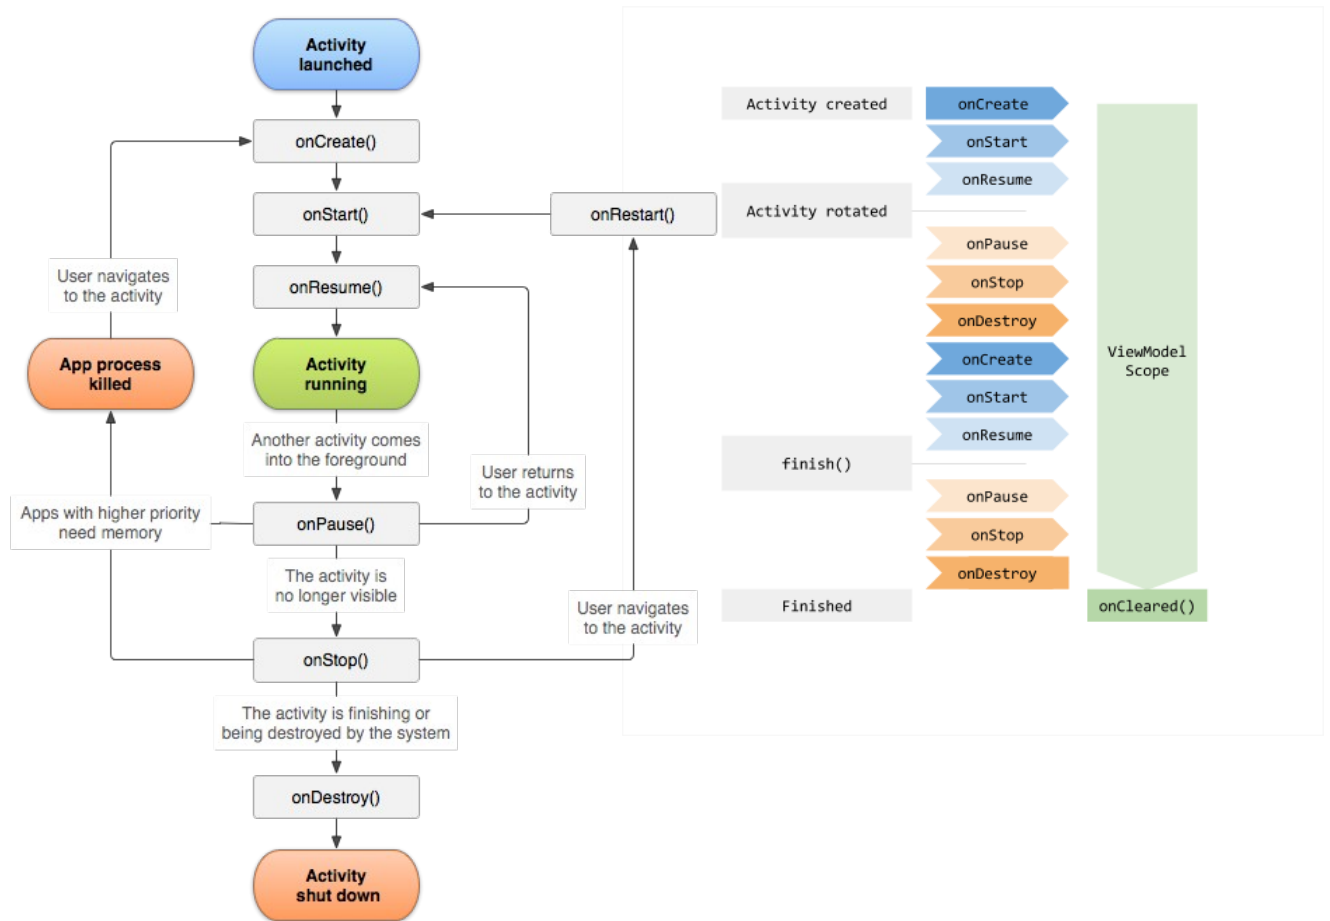 Activity
launched
onCreate()
onStart()
onRestart()
User navigates
to the activity
onResume()
App process
killed
Activity
running
Another activity comes
into the foreground
User returns
to the activity
Apps with higher priority
need memory
onPause()
The activity is
no longer visible
User navigates
to the activity
onStop()
The activity is finishing or
being destroyed by the system
onDestroy()
Activity
shut down
Activity created
onCreate
onStart
onResume
Activity rotated
onPause
onStop
onDestroy
onCreate
onStart
onResume
finish()
onPause
onStop
onDestroy
Finished
ViewModel
Scope
onCleared()